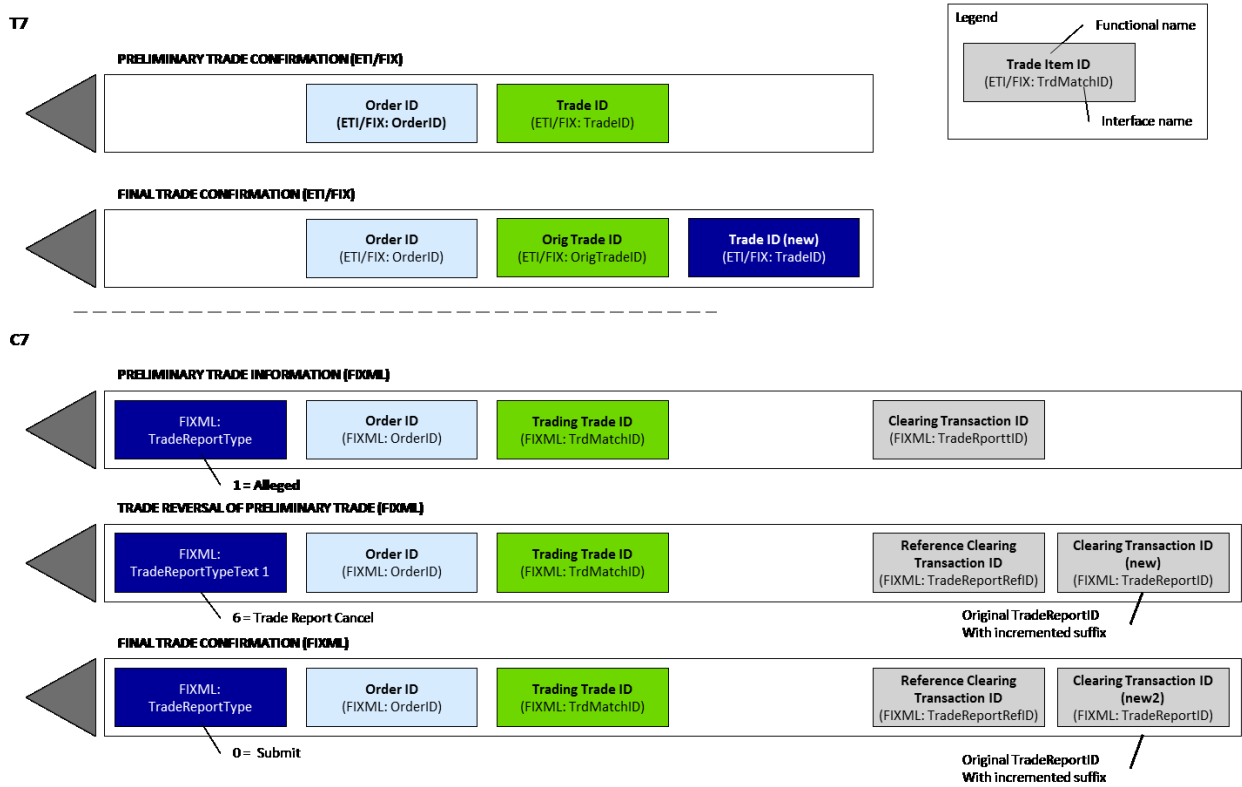 T7
Legend
Functional name
Trade Item ID
(ETI/FIX: TrdMatchID)
Interface name
PRELIMINARY TRADE CONFIRMATION (ETI/FIX)
Order ID
(ETI/FIX: OrderID)
Trade ID
(ETI/FIX: TradeID)
FINAL TRADE CONFIRMATION (ETI/FIX)
Order ID
(ETI/FIX: OrderID)
Orig Trade ID
(ETI/FIX: OrigTradeID)
Trade ID (new)
(ETI/FIX: TradeID)
C7
PRELIMINARY TRADE INFORMATION (FIXML)
FIXML:
TradeReportType
Order ID
(FIXML: OrderID)
Trading Trade ID
(FIXML: TrdMatchID)
Clearing Transaction ID
(FIXML: TradeRporttID)
1 = Alleged
TRADE REVERSAL OF PRELIMINARY TRADE (FIXML)
FIXML:
TradeReportTypeText 1
Order ID
(FIXML: OrderID)
Trading Trade ID
(FIXML: TrdMatchID)
Reference Clearing
Transaction ID
(FIXML: TradeReportRefID)
Clearing Transaction ID
(new)
(FIXML: TradeReportID)
6 = Trade Report Cancel
Original TradeReportID
With incremented suffix
FINAL TRADE CONFIRMATION (FIXML)
FIXML:
TradeReportType
Order ID
(FIXML: OrderID)
Trading Trade ID
(FIXML: TrdMatchID)
Reference Clearing
Transaction ID
(FIXML: TradeReportRefID)
Clearing Transaction ID
(new2)
(FIXML: TradeReportID)
0 = Submit
Original TradeReportID
With incremented suffix